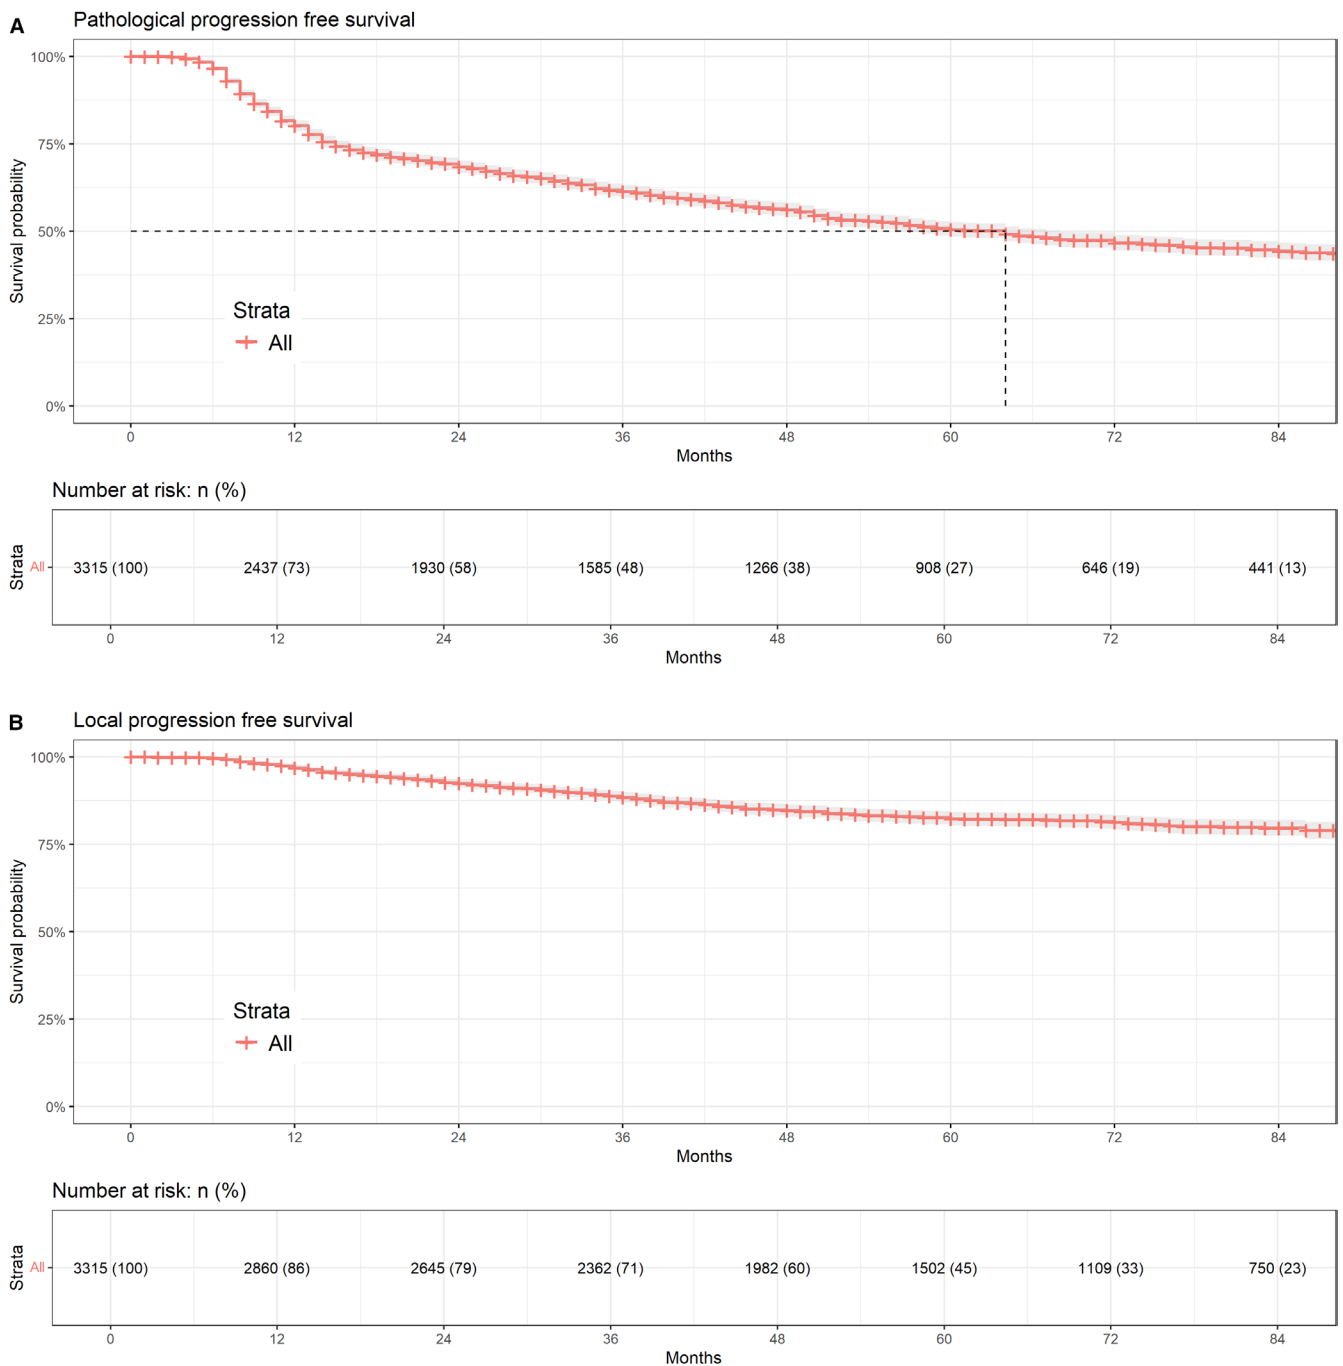 A
Pathological progression free survival
100%
75%
50%
25%
0%
Survival probability
Strata
All
0 12 24 36 48 60 72 84
Months
Number at risk: n (%)
Strata
All 3315 (100) 2437 (73) 1930 (58) 1585 (48) 1266 (38) 908 (27) 646 (19) 441 (13)
0 12 24 36 48 60 72 84
Months
B
Local progression free survival
100%
75%
50%
25%
0%
Survival probability
Strata
All
0 12 24 36 48 60 72 84
Months
Number at risk: n (%)
Strata
All 3315 (100) 2860 (86) 2645 (79) 2362 (71) 1982 (60) 1502 (45) 1109 (33) 750 (23)
0 12 24 36 48 60 72 84
Months